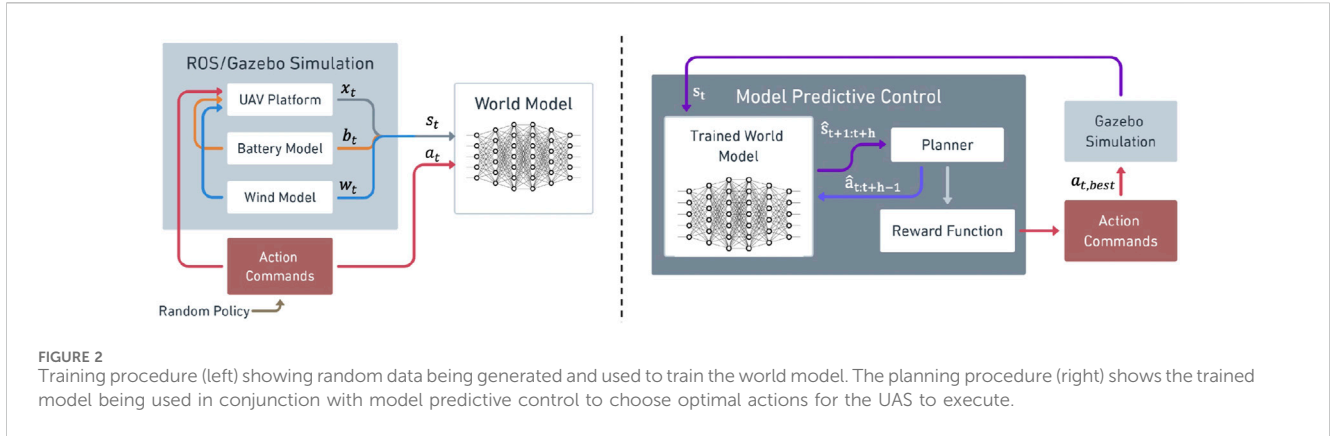 ROS/Gazebo Simulation
UAV Platform
x_t
Battery Model
b_t
Wind Model
w_t
s_t
a_t
World Model
Action
Commands
Random Policy
s_t
Model Predictive Control
Trained World
Model
ŝ_{t+1:t+h}
â_{t:t+h−1}
Planner
Reward Function
Gazebo
Simulation
a_{t,best}
Action
Commands
FIGURE 2
Training procedure (left) showing random data being generated and used to train the world model. The planning procedure (right) shows the trained
model being used in conjunction with model predictive control to choose optimal actions for the UAS to execute.